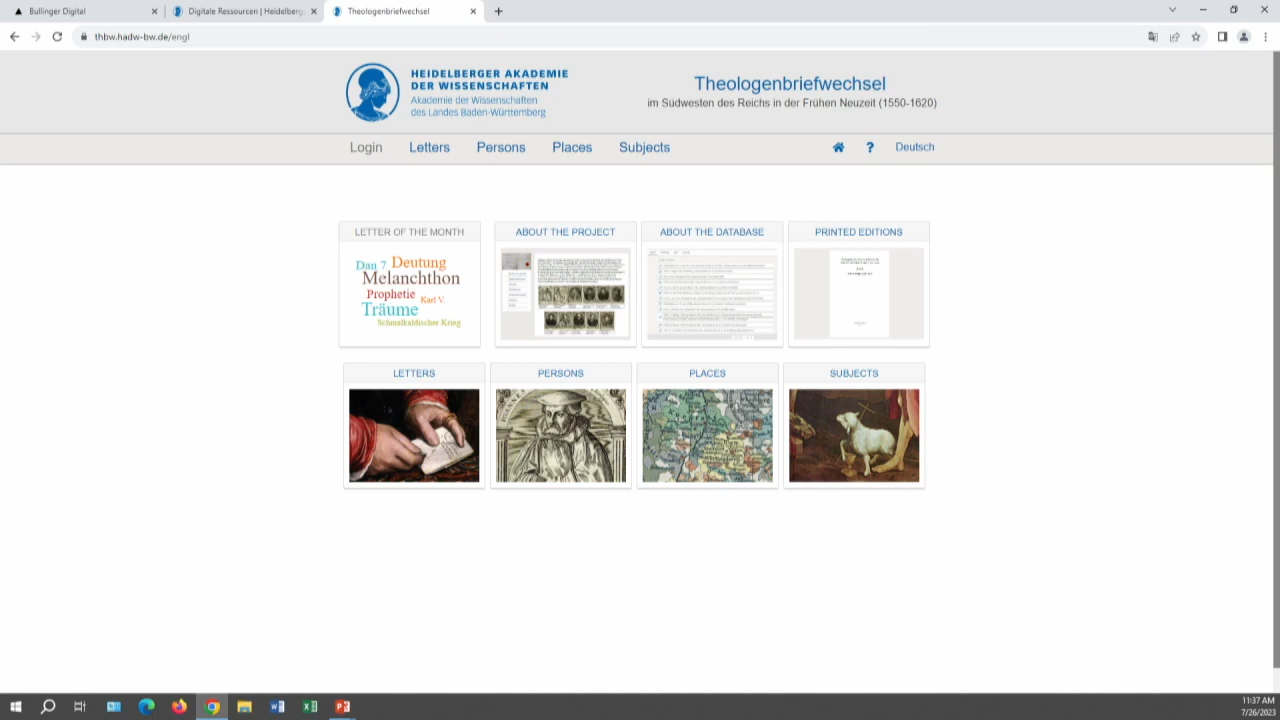 Bullinger Digital
Digitale Ressourcen | Heidelberg
Theologenbriefwechsel
thbw.hadw-bw.de/engl
HEIDELBERGER AKADEMIE
DER WISSENSCHAFTEN
Akademie der Wissenschaften
des Landes Baden-Württemberg
Theologenbriefwechsel
im Südwesten des Reichs in der Frühen Neuzeit (1550-1620)
Login Letters Persons Places Subjects ? Deutsch
LETTER OF THE MONTH
ABOUT THE PROJECT
ABOUT THE DATABASE
PRINTED EDITIONS
Dan 7 Deutung
Melanchthon
Prophetie Karl V.
Träume
Schmalkaldischer Krieg
LETTERS
PERSONS
PLACES
SUBJECTS
11:37 AM
7/26/2023